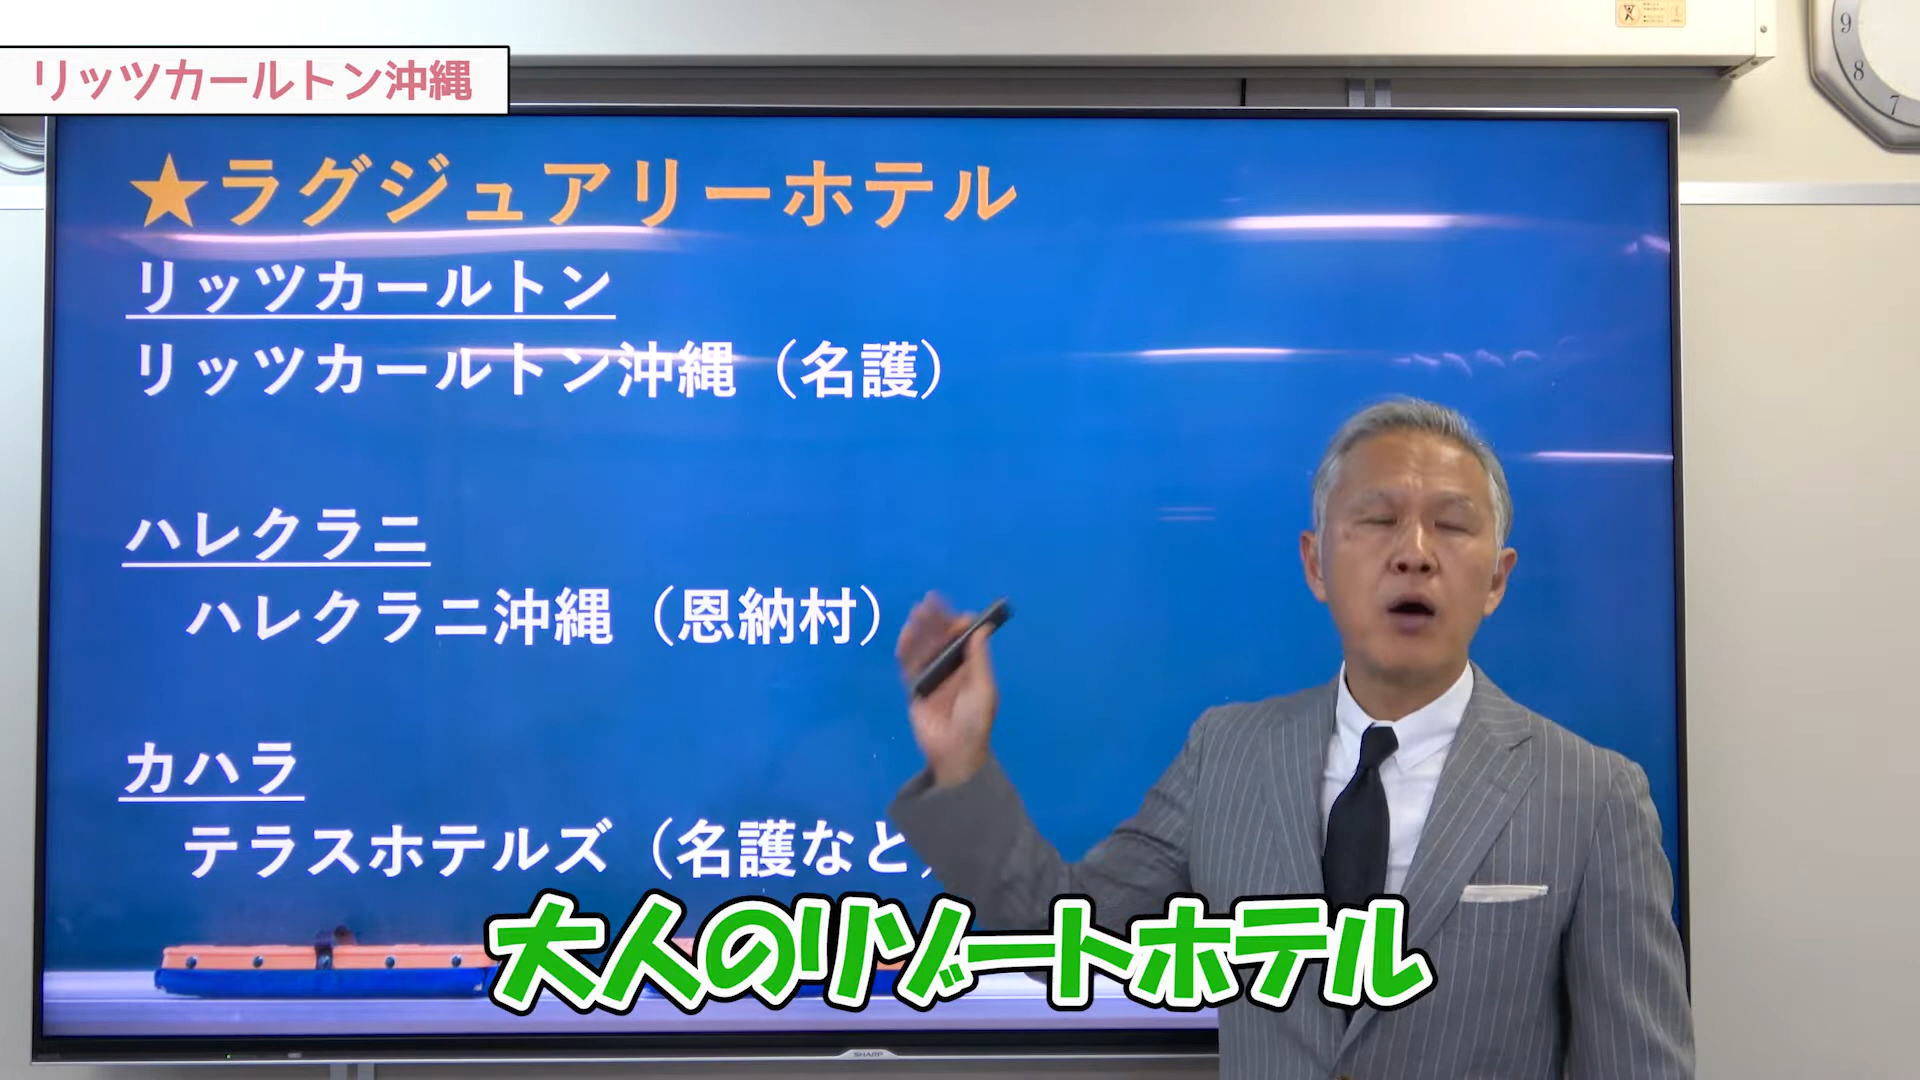 リッツカールトン沖縄
★ラグジュアリーホテル
リッツカールトン
リッツカールトン沖縄（名護）
ハレクラニ
ハレクラニ沖縄（恩納村）
カハラ
テラスホテルズ（名護など）
大人のリゾートホテル
SHARP
9
8
7